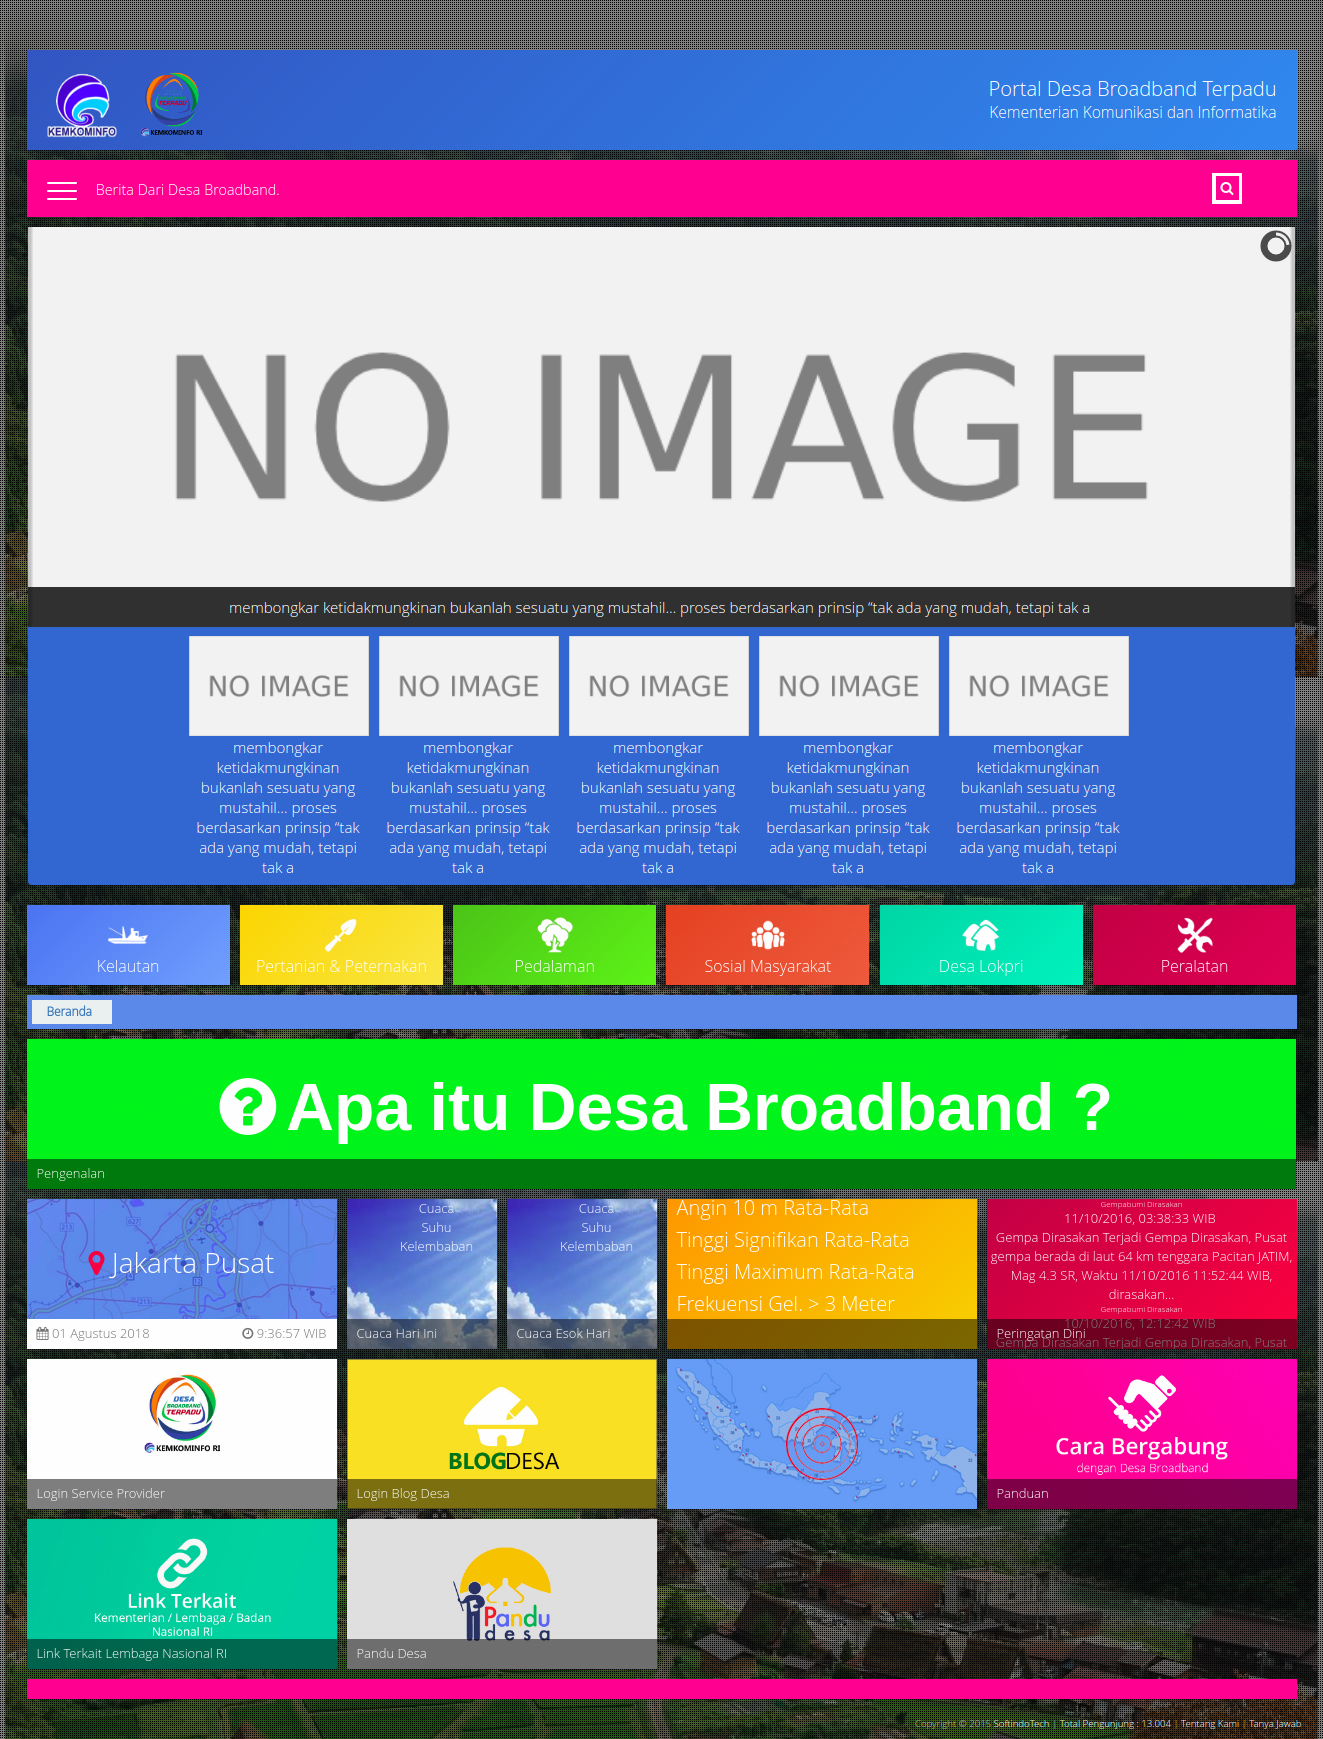 KEMKOMINFO
KEMKOMINFO RI
Portal Desa Broadband Terpadu
Kementerian Komunikasi dan Informatika
Berita Dari Desa Broadband.
NO IMAGE
membongkar ketidakmungkinan bukanlah sesuatu yang mustahil... proses berdasarkan prinsip “tak ada yang mudah, tetapi tak a
NO IMAGE
membongkar
ketidakmungkinan
bukanlah sesuatu yang
mustahil... proses
berdasarkan prinsip “tak
ada yang mudah, tetapi
tak a
NO IMAGE
membongkar
ketidakmungkinan
bukanlah sesuatu yang
mustahil... proses
berdasarkan prinsip “tak
ada yang mudah, tetapi
tak a
NO IMAGE
membongkar
ketidakmungkinan
bukanlah sesuatu yang
mustahil... proses
berdasarkan prinsip “tak
ada yang mudah, tetapi
tak a
NO IMAGE
membongkar
ketidakmungkinan
bukanlah sesuatu yang
mustahil... proses
berdasarkan prinsip “tak
ada yang mudah, tetapi
tak a
NO IMAGE
membongkar
ketidakmungkinan
bukanlah sesuatu yang
mustahil... proses
berdasarkan prinsip “tak
ada yang mudah, tetapi
tak a
Kelautan
Pertanian & Peternakan
Pedalaman
Sosial Masyarakat
Desa Lokpri
Peralatan
Beranda
Apa itu Desa Broadband ?
Pengenalan
Jakarta Pusat
01 Agustus 2018
9:36:57 WIB
Cuaca
Suhu
Kelembaban
Cuaca Hari Ini
Cuaca
Suhu
Kelembaban
Cuaca Esok Hari
Angin 10 m Rata-Rata
Tinggi Signifikan Rata-Rata
Tinggi Maximum Rata-Rata
Frekuensi Gel. > 3 Meter
Gempabumi Dirasakan
11/10/2016, 03:38:33 WIB
Gempa Dirasakan Terjadi Gempa Dirasakan, Pusat
gempa berada di laut 64 km tenggara Pacitan JATIM,
Mag 4.3 SR, Waktu 11/10/2016 11:52:44 WIB,
dirasakan...
Gempabumi Dirasakan
10/10/2016, 12:12:42 WIB
Peringatan Dini
Gempa Dirasakan Terjadi Gempa Dirasakan, Pusat
DESA
BROADBAND
TERPADU
KEMKOMINFO RI
Login Service Provider
BLOGDESA
Login Blog Desa
Cara Bergabung
dengan Desa Broadband
Panduan
Link Terkait
Kementerian / Lembaga / Badan
Nasional RI
Link Terkait Lembaga Nasional RI
Pandu
desa
Pandu Desa
Copyright © 2015 SoftindoTech | Total Pengunjung : 13.004 | Tentang Kami | Tanya Jawab